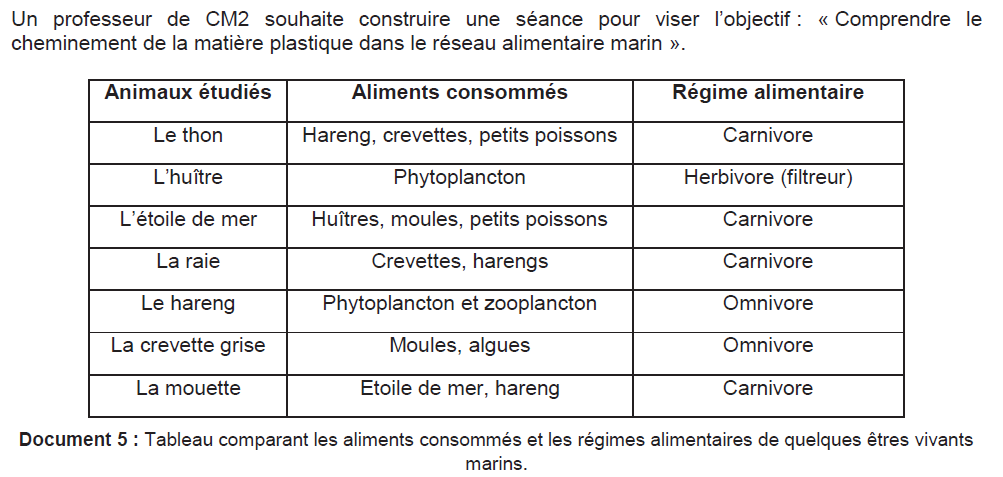 Un professeur de CM2 souhaite construire une séance pour viser l'objectif : « Comprendre le
cheminement de la matière plastique dans le réseau alimentaire marin ».
Animaux étudiés Aliments consommés Régime alimentaire
Le thon Hareng, crevettes, petits poissons Carnivore
L'huître Phytoplancton Herbivore (filtreur)
L'étoile de mer Huîtres, moules, petits poissons Carnivore
La raie Crevettes, harengs Carnivore
Le hareng Phytoplancton et zooplancton Omnivore
La crevette grise Moules, algues Omnivore
La mouette Etoile de mer, hareng Carnivore
Document 5 : Tableau comparant les aliments consommés et les régimes alimentaires de quelques êtres vivants
marins.